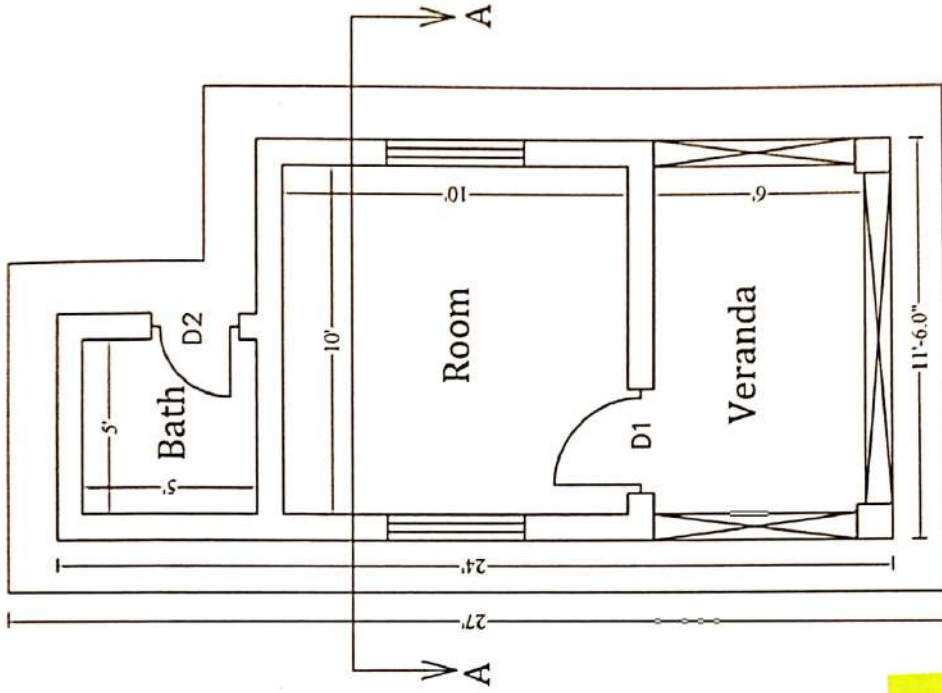 A
A
D2
5'
Bath
5'
10'
10'
Room
D1
6'
Veranda
24'
11'-6.0"
27'